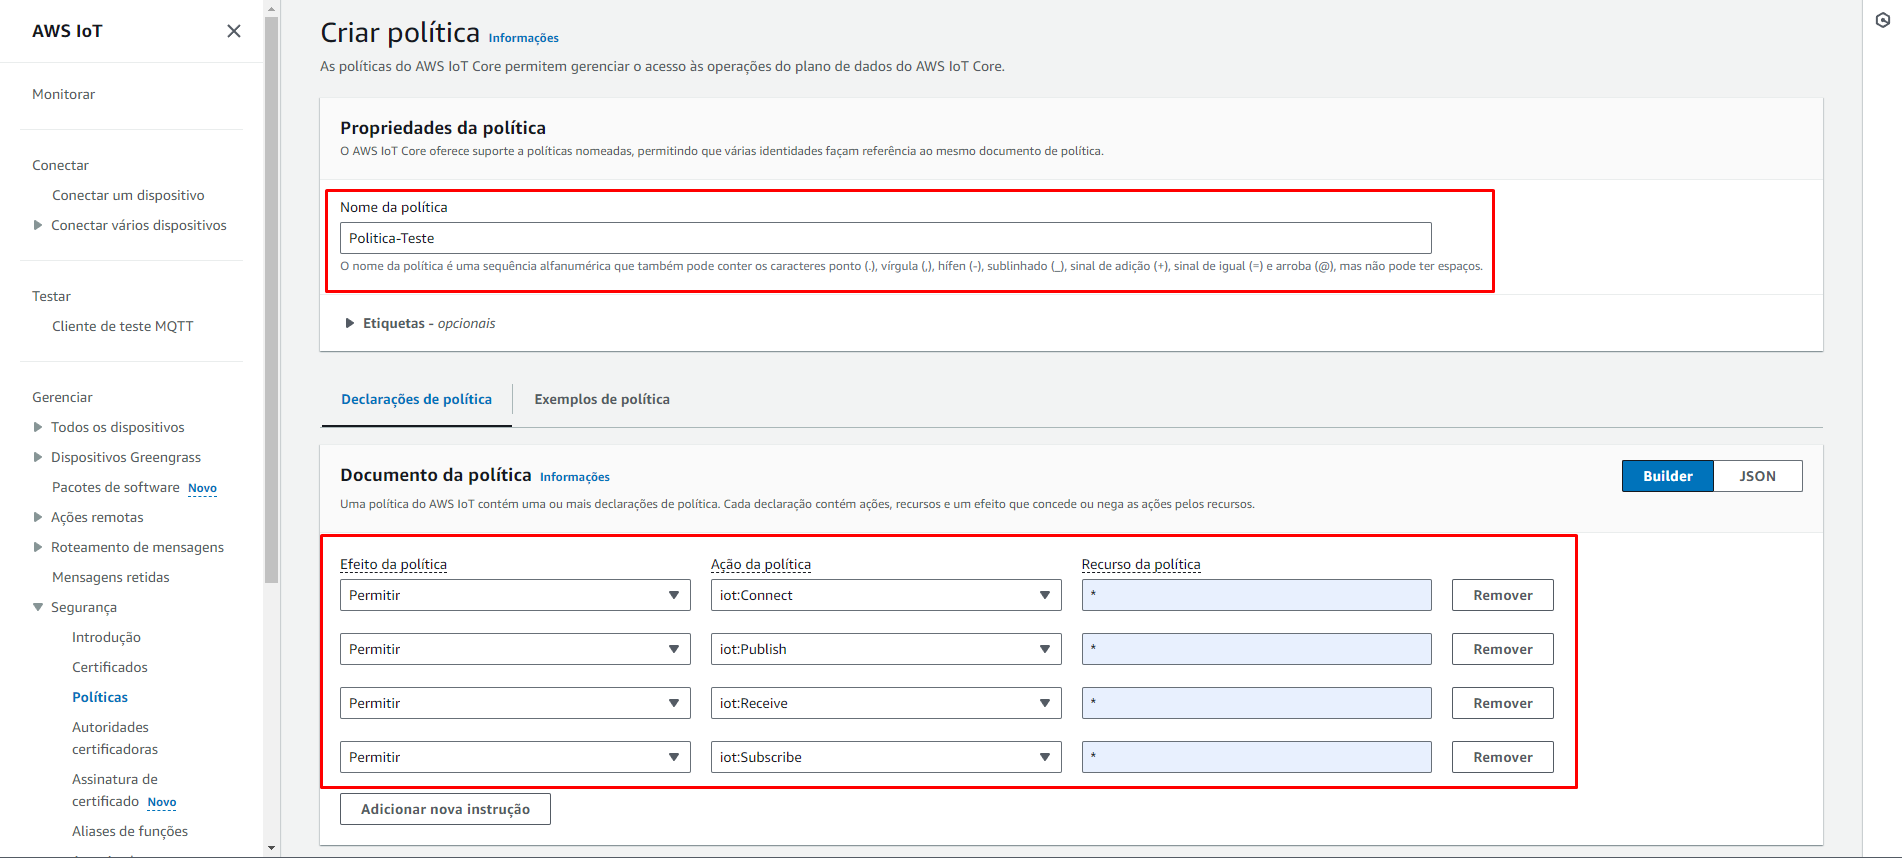 AWS IoT
Monitorar
Conectar
Conectar um dispositivo
Conectar vários dispositivos
Testar
Cliente de teste MQTT
Gerenciar
Todos os dispositivos
Dispositivos Greengrass
Pacotes de software Novo
Ações remotas
Roteamento de mensagens
Mensagens retidas
Segurança
Introdução
Certificados
Políticas
Autoridades
certificadoras
Assinatura de
certificado Novo
Aliases de funções
Criar política Informações
As políticas do AWS IoT Core permitem gerenciar o acesso às operações do plano de dados do AWS IoT Core.
Propriedades da política
O AWS IoT Core oferece suporte a políticas nomeadas, permitindo que várias identidades façam referência ao mesmo documento de política.
Nome da política
Politica-Teste
O nome da política é uma sequência alfanumérica que também pode conter os caracteres ponto (.), vírgula (,), hífen (-), sublinhado (_), sinal de adição (+), sinal de igual (=) e arroba (@), mas não pode ter espaços.
Etiquetas - opcionais
Declarações de política Exemplos de política
Documento da política Informações
Builder JSON
Uma política do AWS IoT contém uma ou mais declarações de política. Cada declaração contém ações, recursos e um efeito que concede ou nega as ações pelos recursos.
Efeito da política Ação da política Recurso da política
Permitir iot:Connect * Remover
Permitir iot:Publish * Remover
Permitir iot:Receive * Remover
Permitir iot:Subscribe * Remover
Adicionar nova instrução